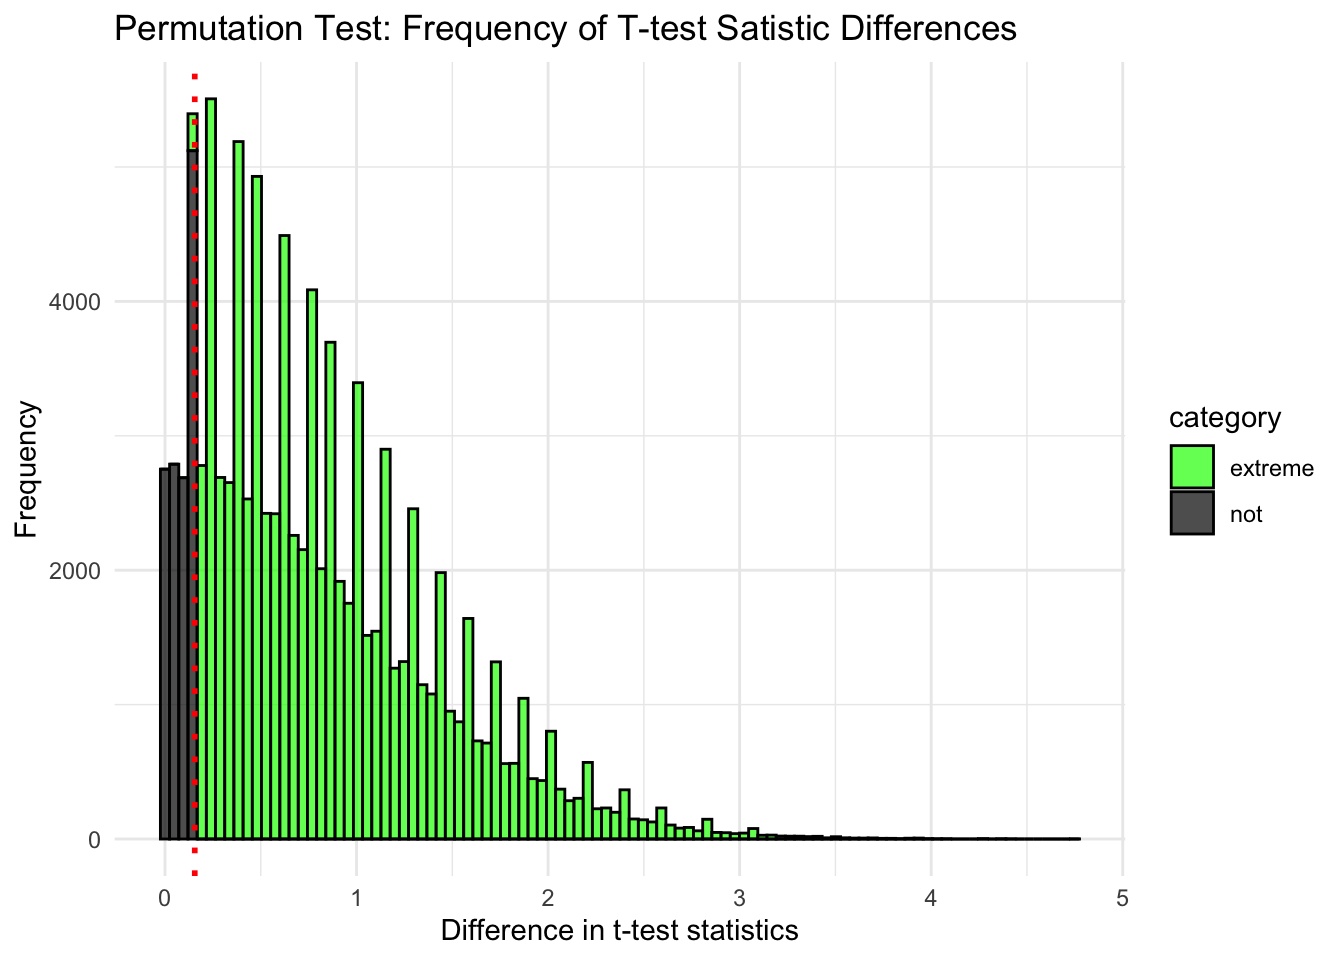 Permutation Test: Frequency of T-test Satistic Differences
Frequency
4000
2000
0
0 1 2 3 4 5
Difference in t-test statistics
category
extreme
not